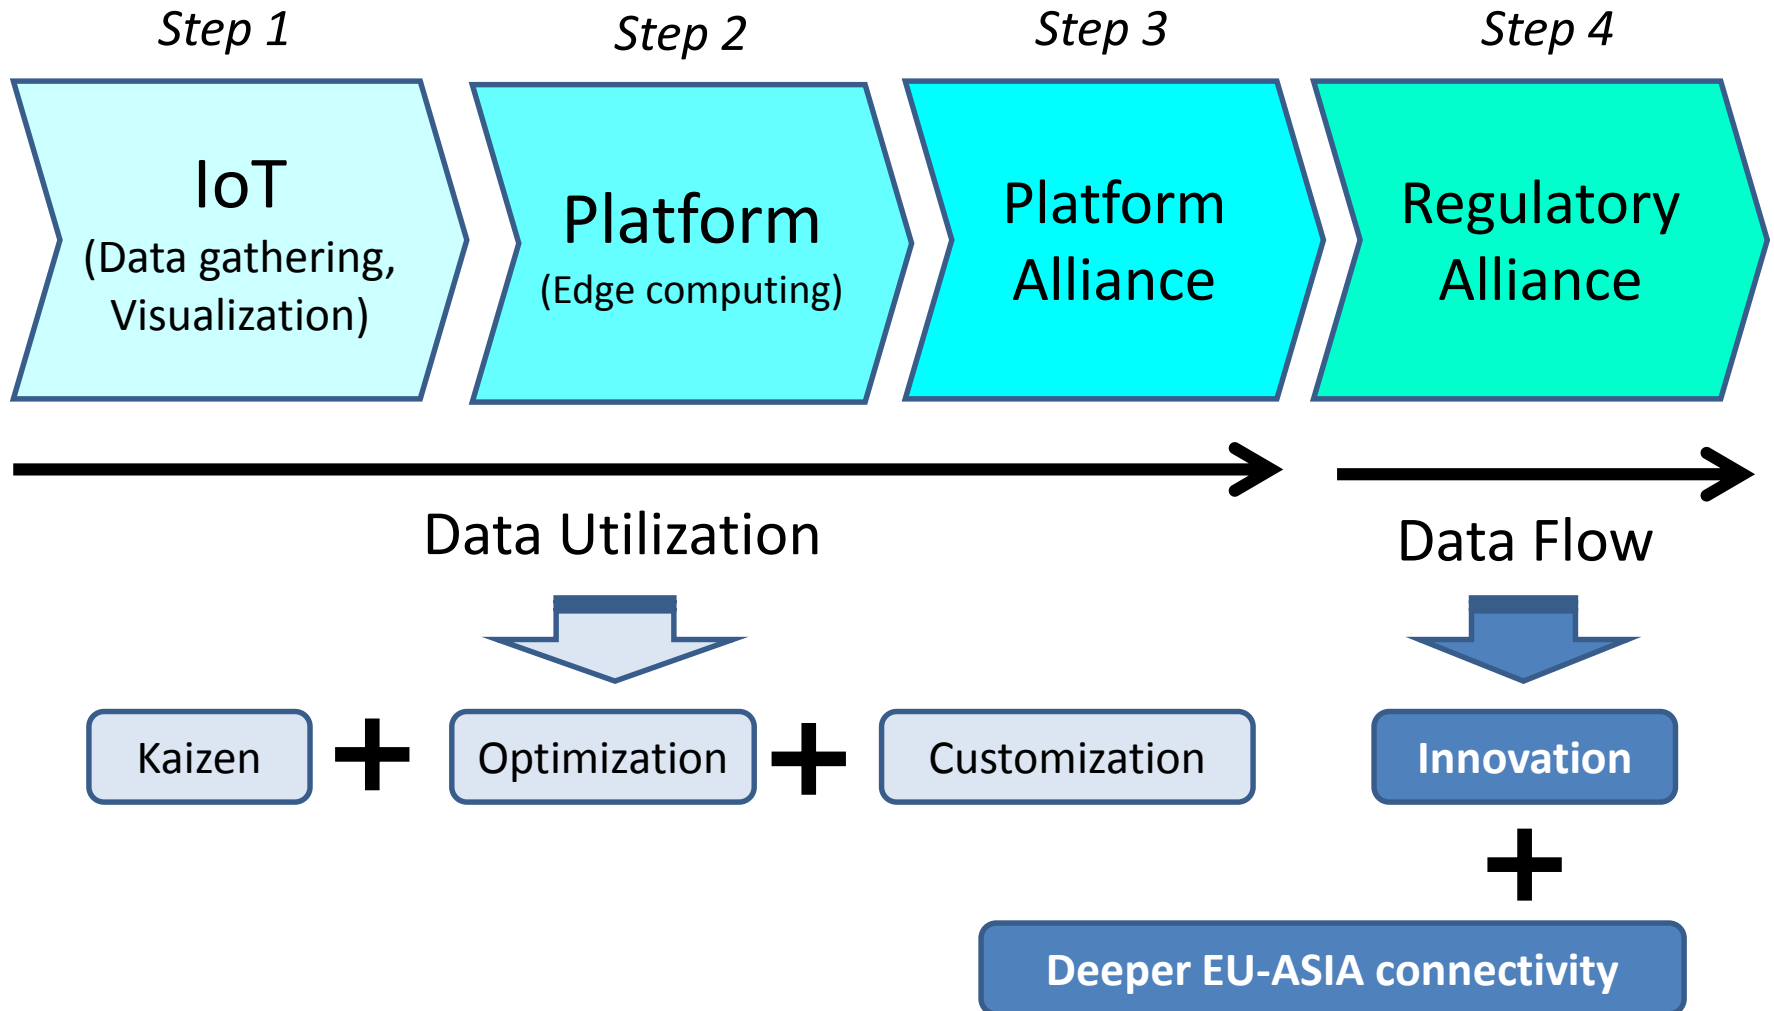 Step 1
Step 2
Step 3
Step 4
IoT
(Data gathering,
Visualization)
Platform
(Edge computing)
Platform
Alliance
Regulatory
Alliance
Data Utilization
Data Flow
Kaizen
+
Optimization
+
Customization
Innovation
+
Deeper EU-ASIA connectivity